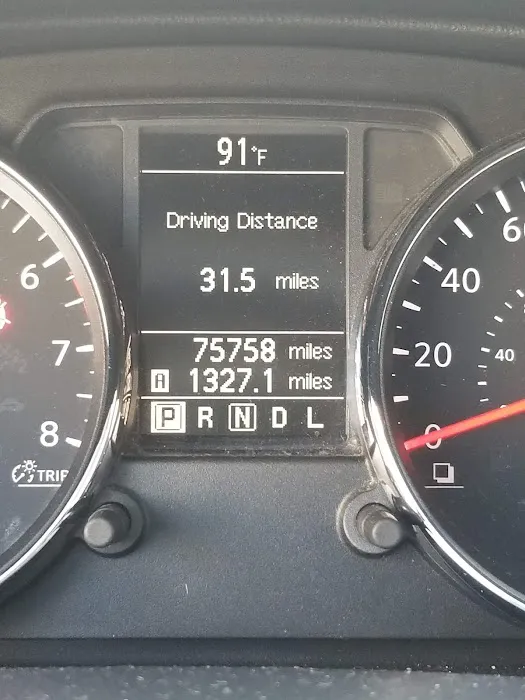 91°F
Driving Distance
31.5 miles
75758 miles
A 1327.1 miles
P R N D L
6
7
8
TRIP
60
40
20
0
40